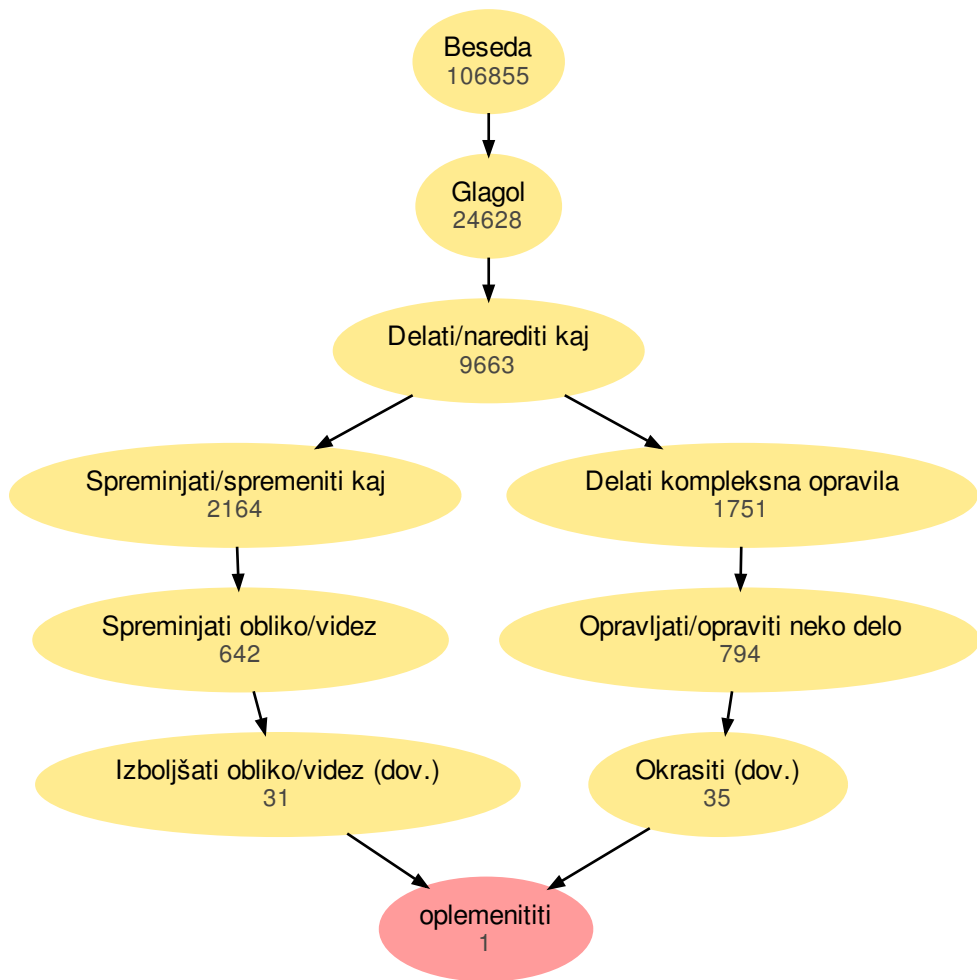 Beseda
106855
Glagol
24628
Delati/narediti kaj
9663
Spreminjati/spremeniti kaj
2164
Delati kompleksna opravila
1751
Spreminjati obliko/videz
642
Opravljati/opraviti neko delo
794
Izboljšati obliko/videz (dov.)
31
Okrasiti (dov.)
35
oplemenititi
1